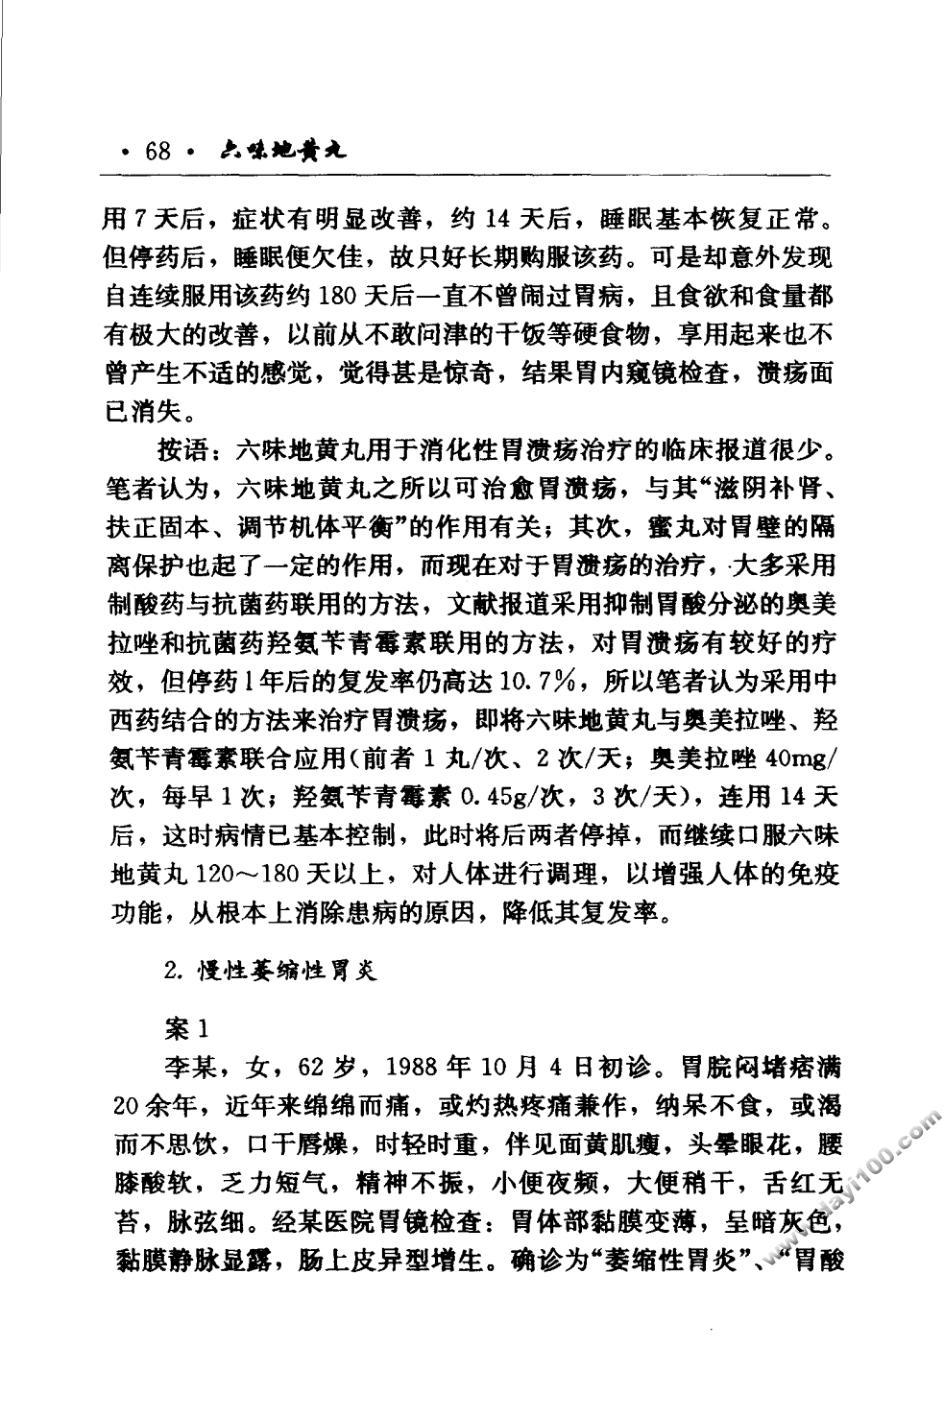 ·68· 六味地黄丸
用7天后，症状有明显改善，约14天后，睡眠基本恢复正常。
但停药后，睡眠便欠佳，故只好长期购服该药。可是却意外发现
自连续服用该药约180天后一直不曾闹过胃病，且食欲和食量都
有极大的改善，以前从不敢问津的干饭等硬食物，享用起来也不
曾产生不适的感觉，觉得甚是惊奇，结果胃内窥镜检查，溃疡面
已消失。
按语：六味地黄丸用于消化性胃溃疡治疗的临床报道很少。
笔者认为，六味地黄丸之所以可治愈胃溃疡，与其“滋阴补肾、
扶正固本、调节机体平衡”的作用有关；其次，蜜丸对胃壁的隔
离保护也起了一定的作用，而现在对于胃溃疡的治疗，大多采用
制酸药与抗菌药联用的方法，文献报道采用抑制胃酸分泌的奥美
拉唑和抗菌药羟氨苄青霉素联用的方法，对胃溃疡有较好的疗
效，但停药1年后的复发率仍高达10.7%，所以笔者认为采用中
西药结合的方法来治疗胃溃疡，即将六味地黄丸与奥美拉唑、羟
氨苄青霉素联合应用(前者1丸/次、2次/天；奥美拉唑40mg/
次，每早1次；羟氨苄青霉素0.45g/次，3次/天)，连用14天
后，这时病情已基本控制，此时将后两者停掉，而继续口服六味
地黄丸120～180天以上，对人体进行调理，以增强人体的免疫
功能，从根本上消除患病的原因，降低其复发率。
2. 慢性萎缩性胃炎
案1
李某，女，62岁，1988年10月4日初诊。胃脘闷堵痞满
20余年，近年来绵绵而痛，或灼热疼痛兼作，纳呆不食，或渴
而不思饮，口干唇燥，时轻时重，伴见面黄肌瘦，头晕眼花，腰
膝酸软，乏力短气，精神不振，小便夜频，大便稍干，舌红无
苔，脉弦细。经某医院胃镜检查：胃体部黏膜变薄，呈暗灰色，
黏膜静脉显露，肠上皮异型增生。确诊为“萎缩性胃炎”、“胃酸
www.dayi100.com